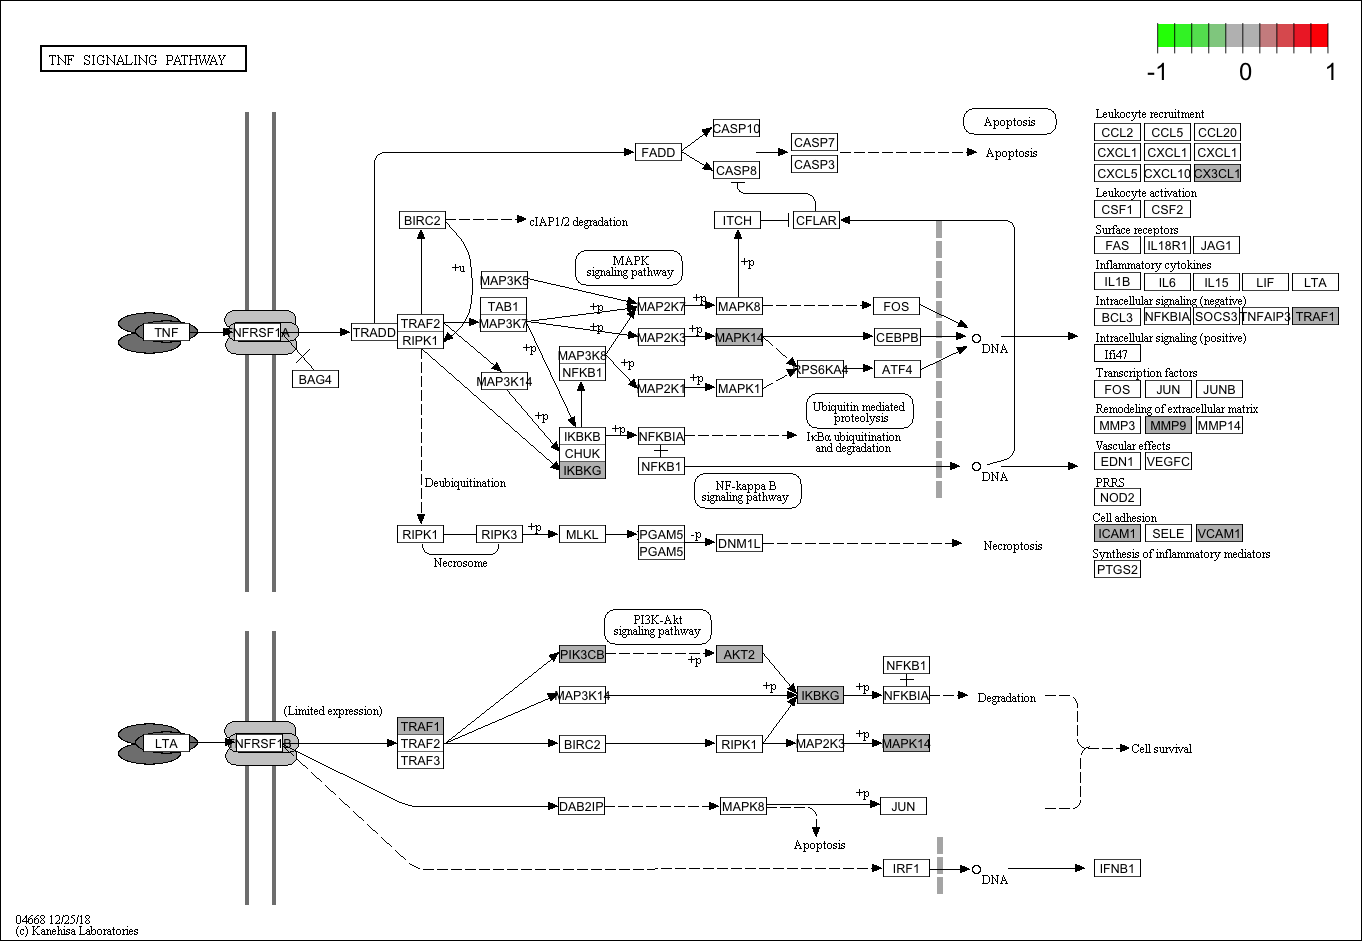 TNF SIGNALING PATHWAY
-1 0 1
Leukocyte recruitment
CCL2 CCL5 CCL20
CXCL1 CXCL1 CXCL1
CXCL5 CXCL10 CX3CL1
Leukocyte activation
CSF1 CSF2
Surface receptors
FAS IL18R1 JAG1
Inflammatory cytokines
IL1B IL6 IL15 LIF LTA
Intracellular signaling (negative)
BCL3 NFKBIA SOCS3 TNFAIP3 TRAF1
Intracellular signaling (positive)
Ifi47
Transcription factors
FOS JUN JUNB
Remodeling of extracellular matrix
MMP3 MMP9 MMP14
Vascular effects
EDN1 VEGFC
PRRS
NOD2
Cell adhesion
ICAM1 SELE VCAM1
Synthesis of inflammatory mediators
PTGS2
CASP10
FADD
CASP8
CASP7
CASP3
Apoptosis
Apoptosis
BIRC2
cIAP1/2 degradation
ITCH
CFLAR
+u
+p
MAPK
signaling pathway
MAP3K5
TAB1
MAP3K7
+p
MAP2K7
+p
MAPK8
FOS
TNF
NFRSF1A
TRADD
TRAF2
RIPK1
+p
MAP2K3
+p
MAPK14
CEBPB
DNA
+p
MAP3K8
NFKB1
+p
MAP2K1
+p
MAPK1
RPS6KA4
ATF4
BAG4
MAP3K14
+p
Ubiquitin mediated
proteolysis
IKBKB
CHUK
IKBKG
+p
NFKBIA
NFKB1
IκBα ubiquitination
and degradation
DNA
NF-kappa B
signaling pathway
Deubiquitination
RIPK1
RIPK3
+p
MLKL
PGAM5
PGAM5
-p
DNM1L
Necroptosis
Necrosome
PI3K-Akt
signaling pathway
PIK3CB
+p
AKT2
NFKB1
MAP3K14
+p
IKBKG
+p
NFKBIA
Degradation
(Limited expression)
LTA
NFRSF1B
TRAF1
TRAF2
TRAF3
BIRC2
RIPK1
MAP2K3
+p
MAPK14
Cell survival
DAB2IP
MAPK8
+p
JUN
Apoptosis
IRF1
DNA
IFNB1
04668 12/25/18
(c) Kanehisa Laboratories